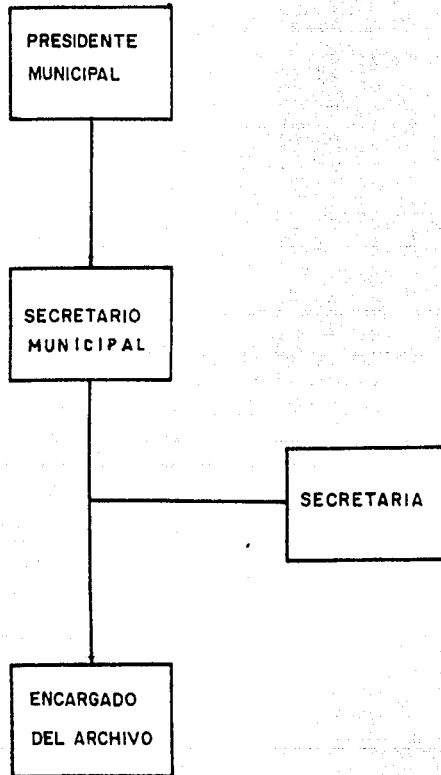 PRESIDENTE
MUNICIPAL
SECRETARIO
MUNICIPAL
SECRETARIA
ENCARGADO
DEL ARCHIVO